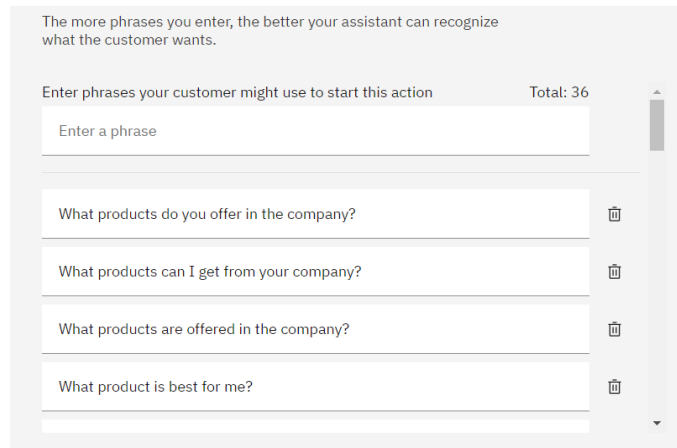 The more phrases you enter, the better your assistant can recognize
what the customer wants.
Enter phrases your customer might use to start this action
Total: 36
Enter a phrase
What products do you offer in the company?
What products can I get from your company?
What products are offered in the company?
What product is best for me?